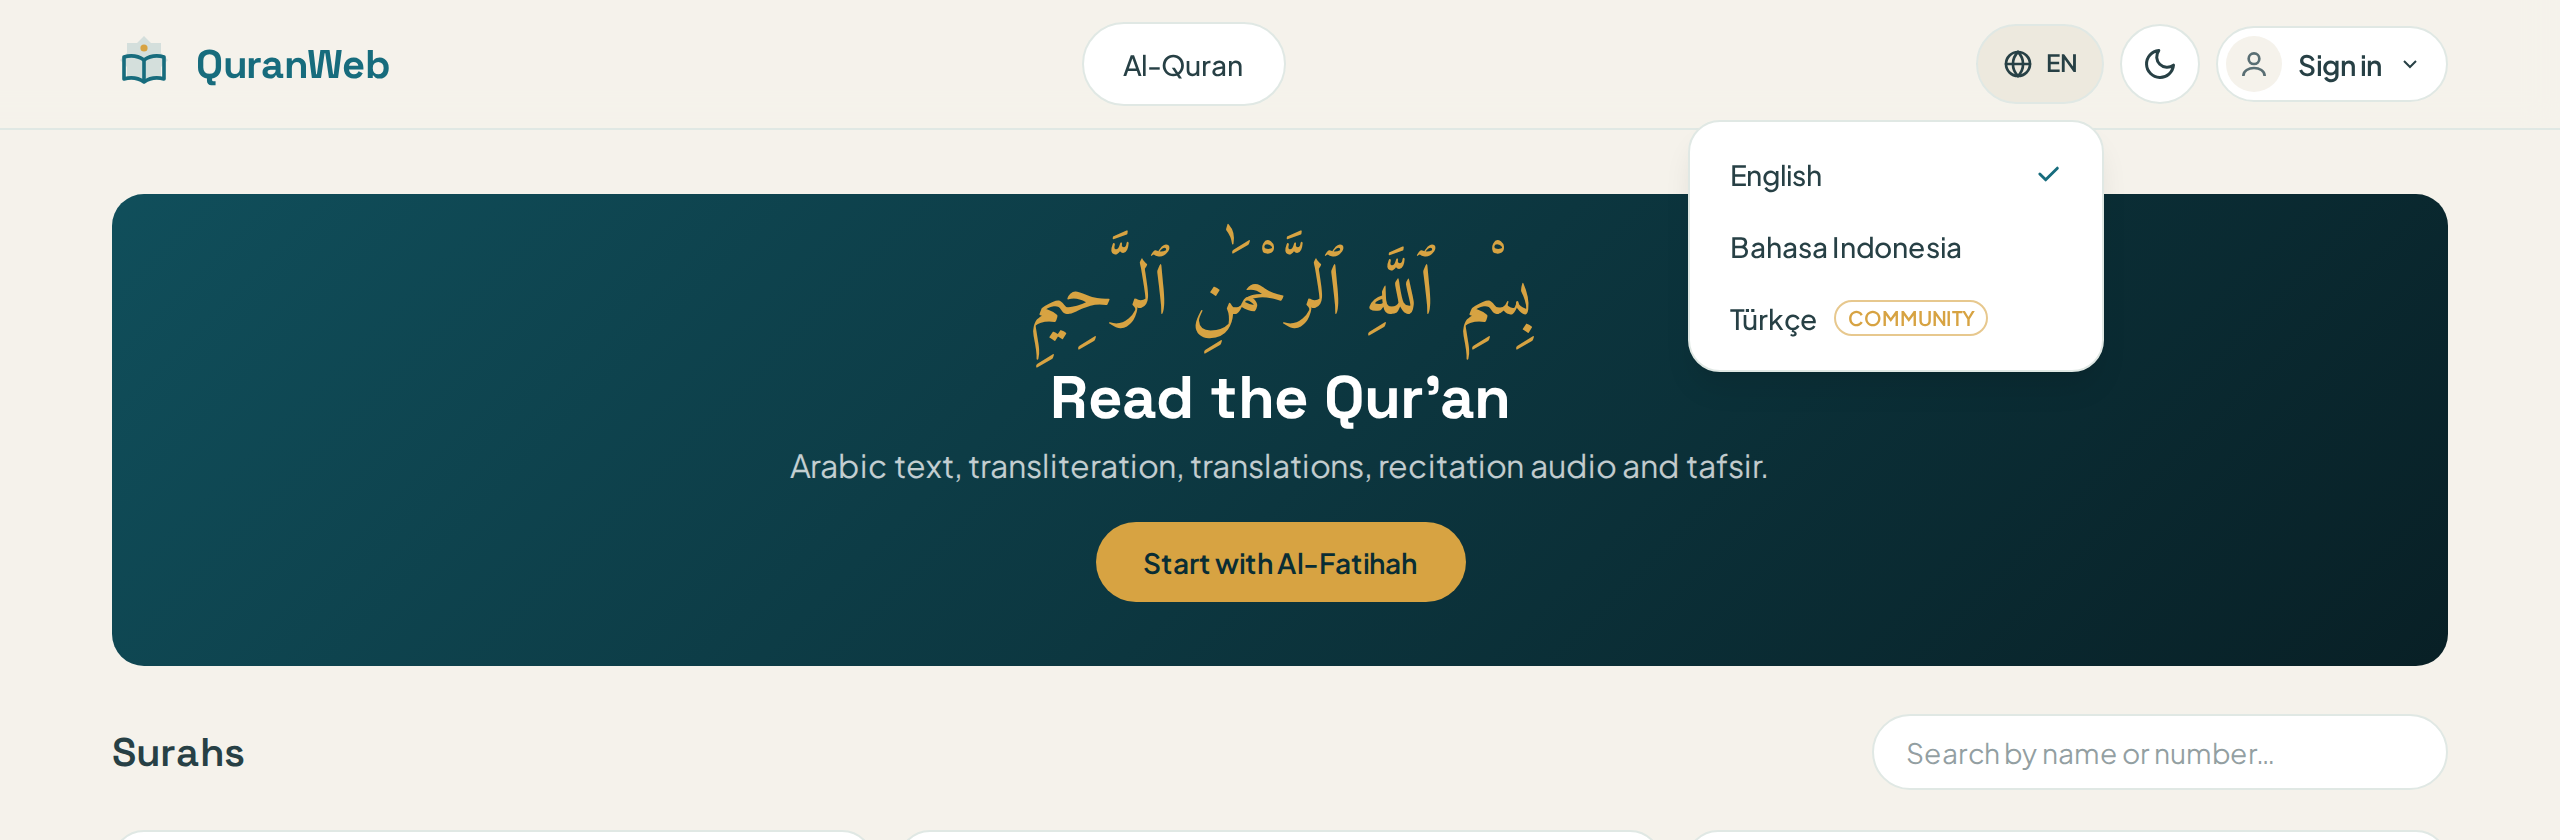 QuranWeb
Al-Quran
EN
Sign in
English
Bahasa Indonesia
Türkçe COMMUNITY
بِسْمِ ٱللَّهِ ٱلرَّحْمَٰنِ ٱلرَّحِيمِ
Read the Qur’an
Arabic text, transliteration, translations, recitation audio and tafsir.
Start with Al-Fatihah
Surahs
Search by name or number…